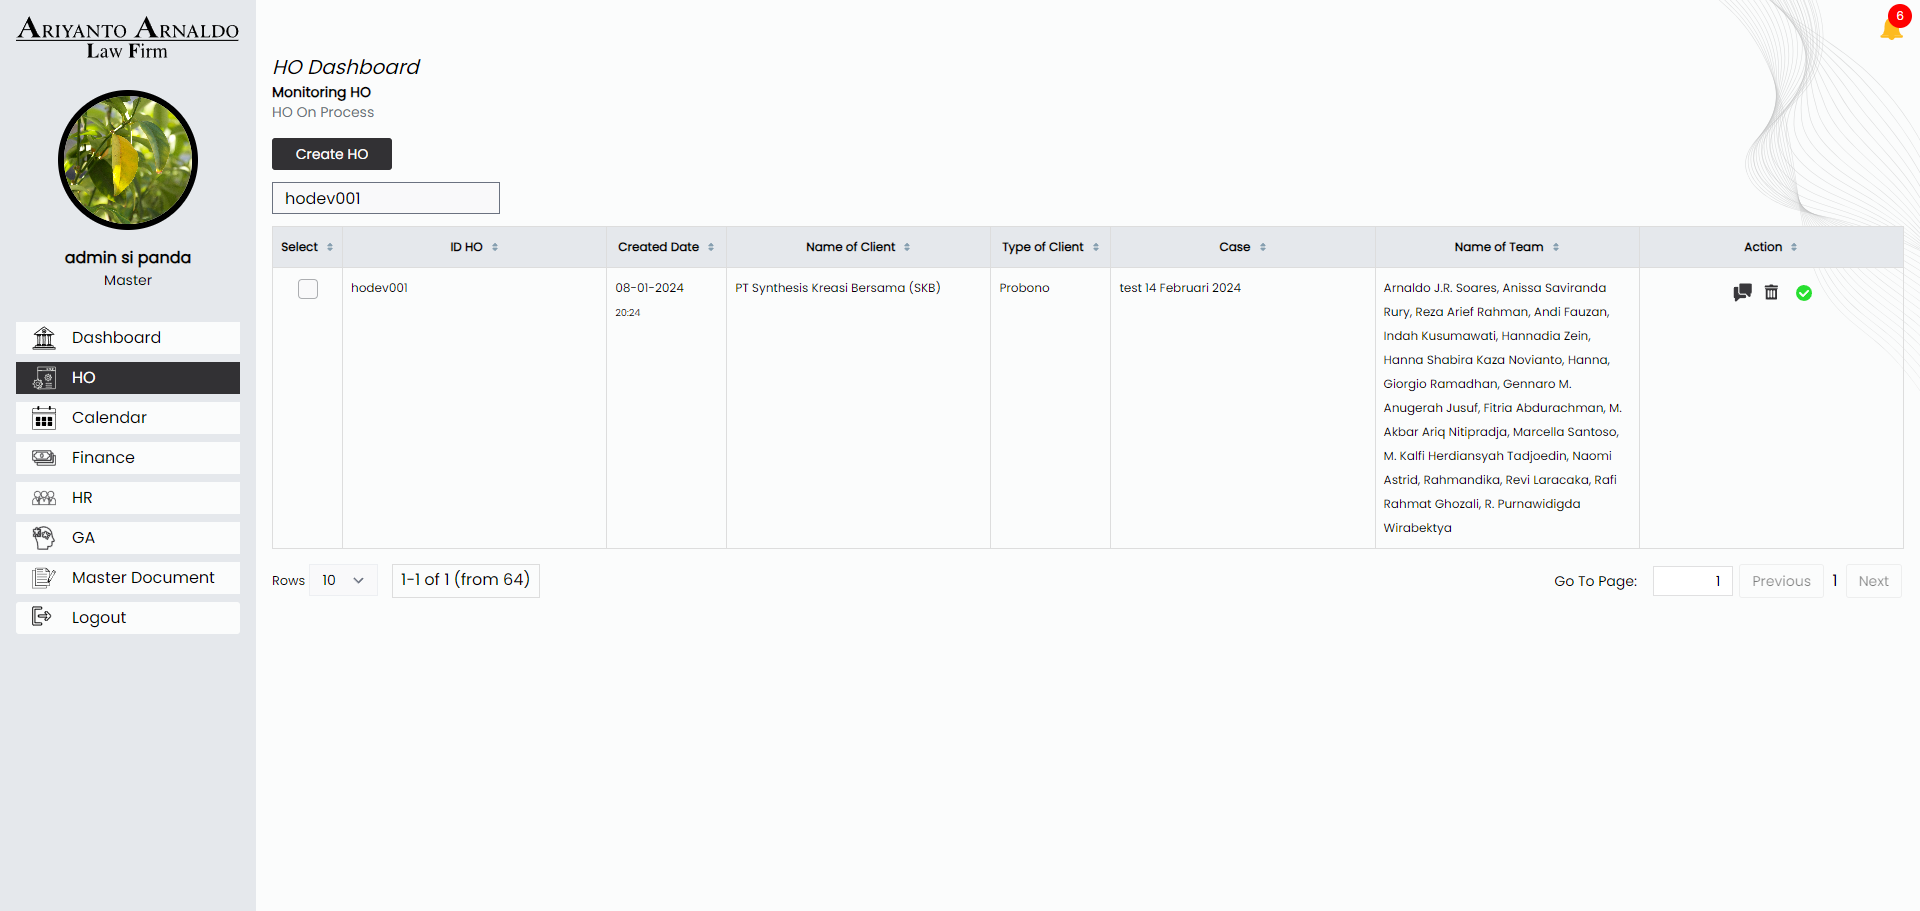 ARIYANTO ARNALDO
Law Firm
admin si panda
Master
Dashboard
HO
Calendar
Finance
HR
GA
Master Document
Logout
6
HO Dashboard
Monitoring HO
HO On Process
Create HO
hodev001
Select ID HO Created Date Name of Client Type of Client Case Name of Team Action
hodev001
08-01-2024
20:24
PT Synthesis Kreasi Bersama (SKB)
Probono
test 14 Februari 2024
Arnaldo J.R. Soares, Anissa Saviranda
Rury, Reza Arief Rahman, Andi Fauzan,
Indah Kusumawati, Hannadia Zein,
Hanna Shabira Kaza Novianto, Hanna,
Giorgio Ramadhan, Gennaro M.
Anugerah Jusuf, Fitria Abdurachman, M.
Akbar Ariq Nitipradja, Marcella Santoso,
M. Kalfi Herdiansyah Tadjoedin, Naomi
Astrid, Rahmandika, Revi Laracaka, Rafi
Rahmat Ghozali, R. Purnawidigda
Wirabektya
Rows 10 1-1 of 1 (from 64) Go To Page: 1 Previous 1 Next